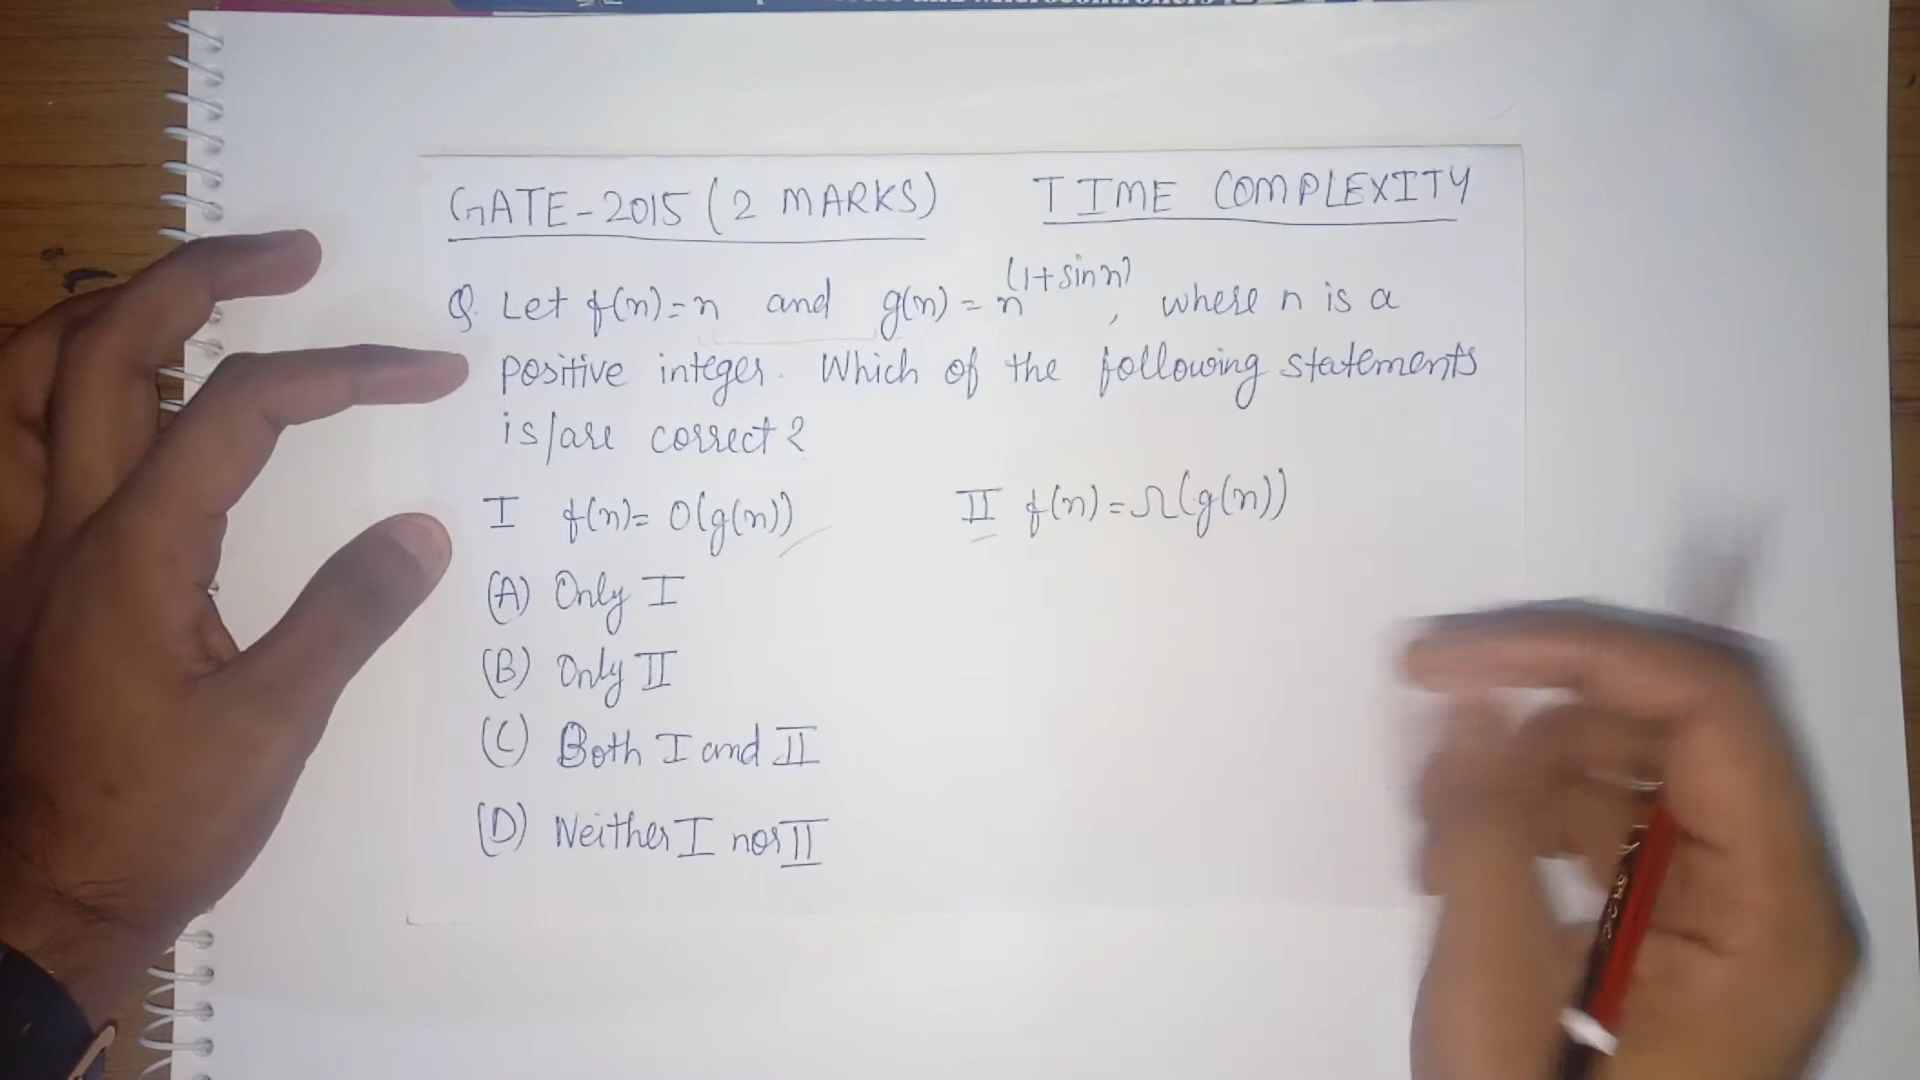 GATE-2015 (2 MARKS) TIME COMPLEXITY
Q. Let f(n)=n and g(n) = n^(1+sin n), where n is a
positive integer. Which of the following statements
is/are correct?
I f(n)= O(g(n)) II f(n)=Ω(g(n))
(A) Only I
(B) Only II
(C) Both I and II
(D) Neither I nor II